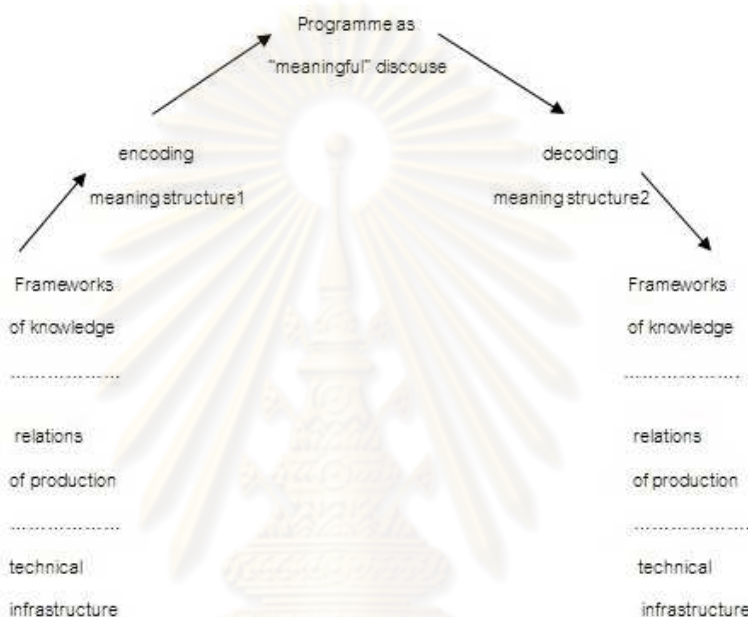 Programme as
"meaningful" discouse
encoding
meaning structure1
decoding
meaning structure2
Frameworks
of knowledge
………………
relations
of production
………………
technical
infrastructure
Frameworks
of knowledge
………………
relations
of production
………………
technical
infrastructure